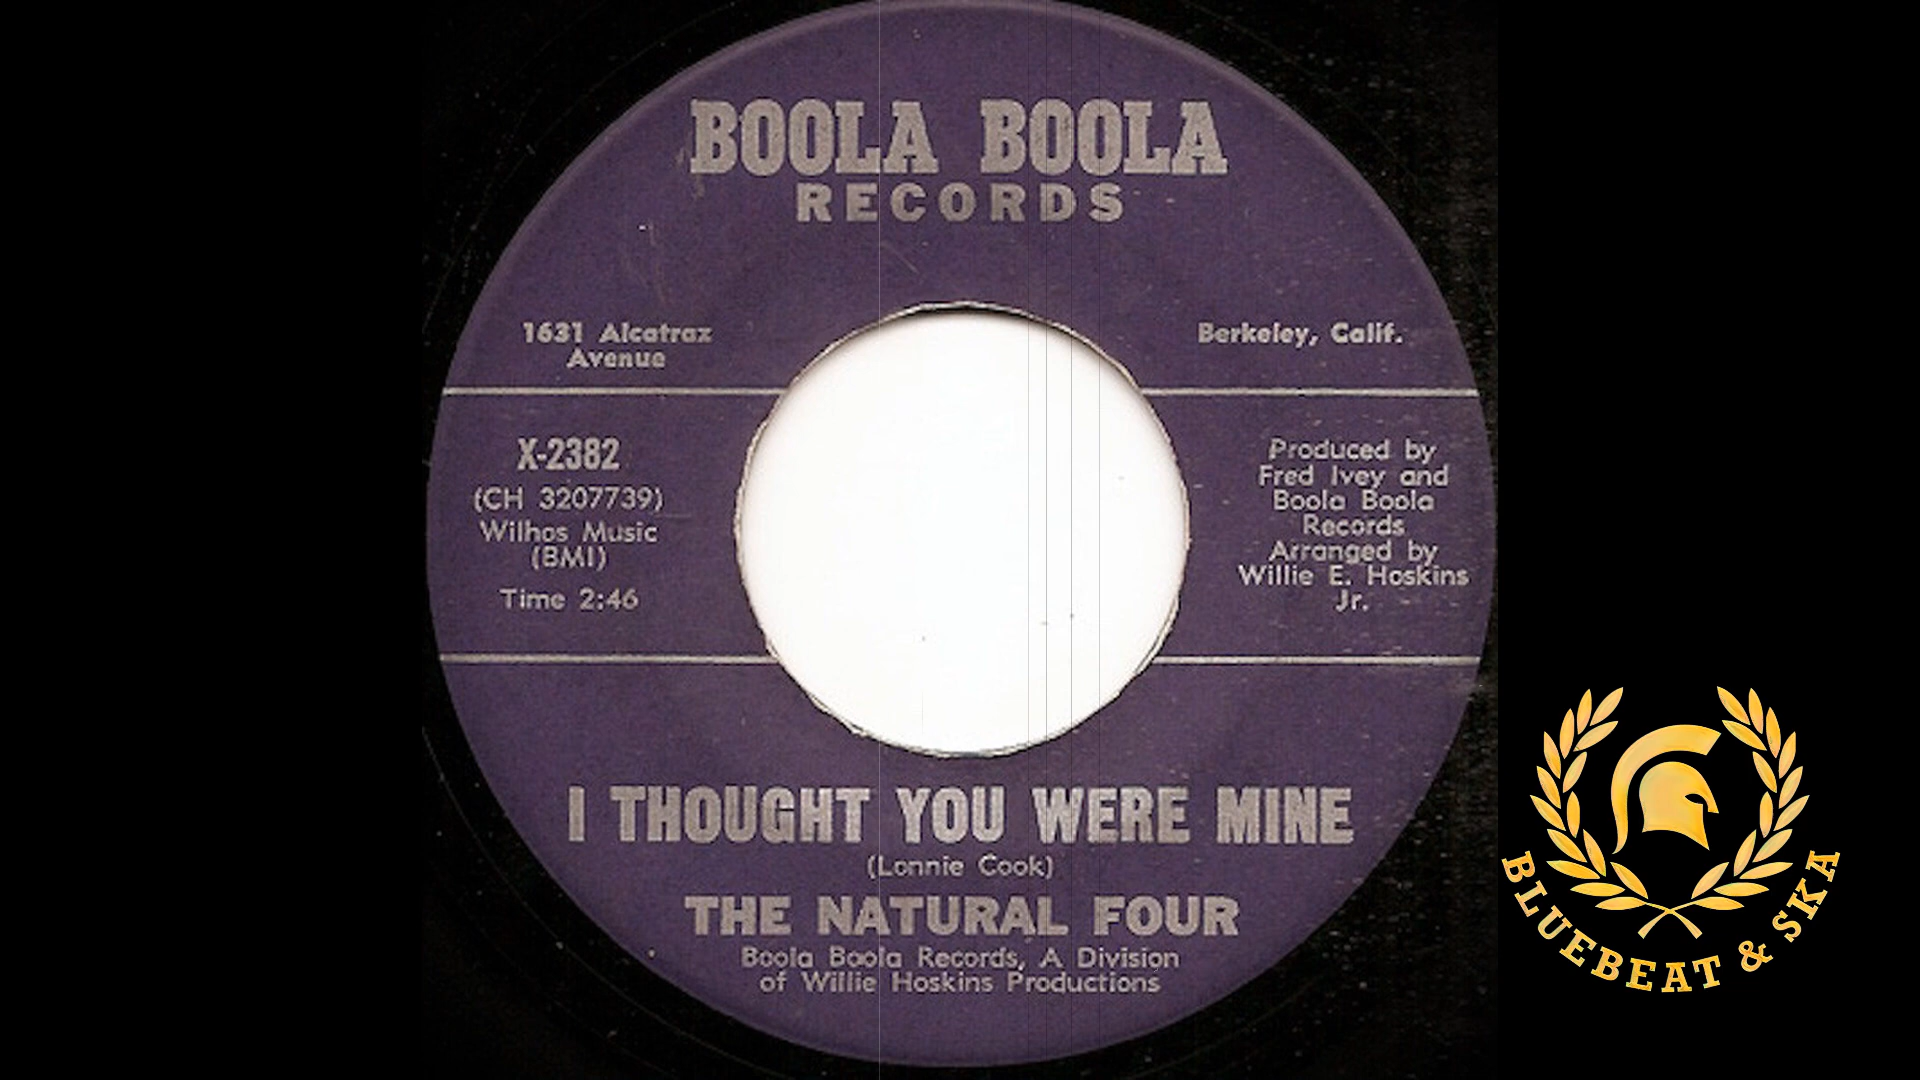 BOOLA BOOLA
RECORDS
1631 Alcatraz
Avenue
Berkeley, Calif.
X-2382
(CH 3207739)
Wilhos Music
(BMI)
Time 2:46
Produced by
Fred Ivey and
Boola Boola
Records
Arranged by
Willie E. Hoskins
Jr.
I THOUGHT YOU WERE MINE
(Lonnie Cook)
THE NATURAL FOUR
Boola Boola Records, A Division
of Willie Hoskins Productions
BLUEBEAT & SKA